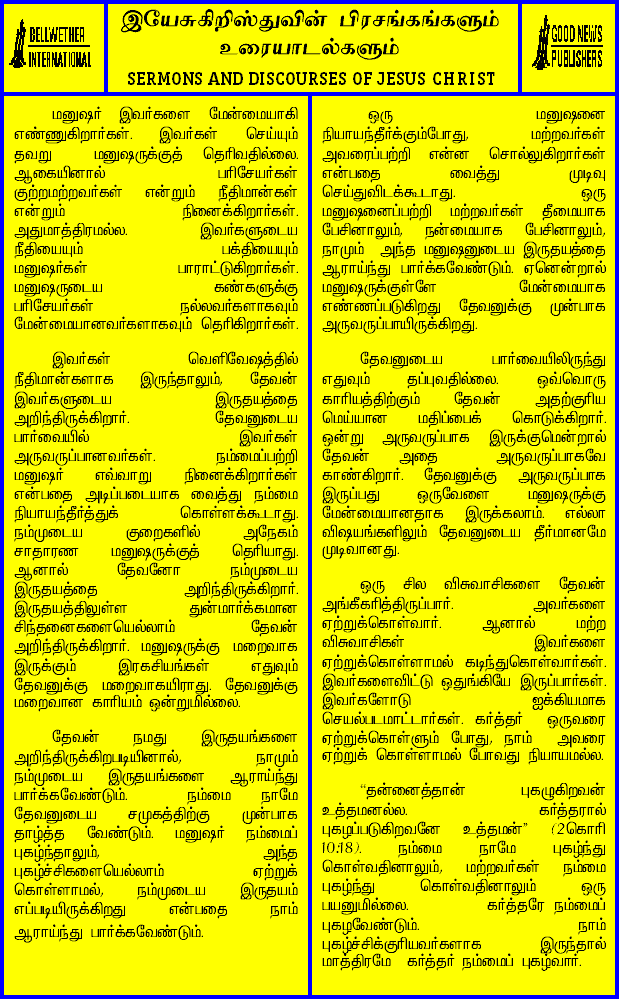 BELLWETHER
INTERNATIONAL
இயேசுகிறிஸ்துவின் பிரசங்கங்களும்
உரையாடல்களும்
SERMONS AND DISCOURSES OF JESUS CHRIST
GOOD NEWS
PUBLISHERS
மனுஷர் இவர்களை மேன்மையாகி
எண்ணுகிறார்கள். இவர்கள் செய்யும்
தவறு மனுஷருக்குத் தெரிவதில்லை.
ஆகையினால் பரிசேயர்கள்
குற்றமற்றவர்கள் என்றும் நீதிமான்கள்
என்றும் நினைக்கிறார்கள்.
அதுமாத்திரமல்ல. இவர்களுடைய
நீதியையும் பக்தியையும்
மனுஷர்கள் பாராட்டுகிறார்கள்.
மனுஷருடைய கண்களுக்கு
பரிசேயர்கள் நல்லவர்களாகவும்
மேன்மையானவர்களாகவும் தெரிகிறார்கள்.
இவர்கள் வெளிவேஷத்தில்
நீதிமான்களாக இருந்தாலும், தேவன்
இவர்களுடைய இருதயத்தை
அறிந்திருக்கிறார். தேவனுடைய
பார்வையில் இவர்கள்
அருவருப்பானவர்கள். நம்மைப்பற்றி
மனுஷர் எவ்வாறு நினைக்கிறார்கள்
என்பதை அடிப்படையாக வைத்து நம்மை
நியாயந்தீர்த்துக் கொள்ளக்கூடாது.
நம்முடைய குறைகளில் அநேகம்
சாதாரண மனுஷருக்குத் தெரியாது.
ஆனால் தேவனோ நம்முடைய
இருதயத்தை அறிந்திருக்கிறார்.
இருதயத்திலுள்ள துன்மார்க்கமான
சிந்தனைகளையெல்லாம் தேவன்
அறிந்திருக்கிறார். மனுஷருக்கு மறைவாக
இருக்கும் இரகசியங்கள் எதுவும்
தேவனுக்கு மறைவாகயிராது. தேவனுக்கு
மறைவான காரியம் ஒன்றுமில்லை.
தேவன் நமது இருதயங்களை
அறிந்திருக்கிறபடியினால், நாமும்
நம்முடைய இருதயங்களை ஆராய்ந்து
பார்க்கவேண்டும். நம்மை நாமே
தேவனுடைய சமுகத்திற்கு முன்பாக
தாழ்த்த வேண்டும். மனுஷர் நம்மைப்
புகழ்ந்தாலும், அந்த
புகழ்ச்சிகளையெல்லாம் ஏற்றுக்
கொள்ளாமல், நம்முடைய இருதயம்
எப்படியிருக்கிறது என்பதை நாம்
ஆராய்ந்து பார்க்கவேண்டும்.
ஒரு மனுஷனை
நியாயந்தீர்க்கும்போது, மற்றவர்கள்
அவரைப்பற்றி என்ன சொல்லுகிறார்கள்
என்பதை வைத்து முடிவு
செய்துவிடக்கூடாது. ஒரு
மனுஷனைப்பற்றி மற்றவர்கள் தீமையாக
பேசினாலும், நன்மையாக பேசினாலும்,
நாமும் அந்த மனுஷனுடைய இருதயத்தை
ஆராய்ந்து பார்க்கவேண்டும். ஏனென்றால்
மனுஷருக்குள்ளே மேன்மையாக
எண்ணப்படுகிறது தேவனுக்கு முன்பாக
அருவருப்பாயிருக்கிறது.
தேவனுடைய பார்வையிலிருந்து
எதுவும் தப்புவதில்லை. ஒவ்வொரு
காரியத்திற்கும் தேவன் அதற்குரிய
மெய்யான மதிப்பைக் கொடுக்கிறார்.
ஒன்று அருவருப்பாக இருக்குமென்றால்
தேவன் அதை அருவருப்பாகவே
காண்கிறார். தேவனுக்கு அருவருப்பாக
இருப்பது ஒருவேளை மனுஷருக்கு
மேன்மையானதாக இருக்கலாம். எல்லா
விஷயங்களிலும் தேவனுடைய தீர்மானமே
முடிவானது.
ஒரு சில விசுவாசிகளை தேவன்
அங்கீகரித்திருப்பார். அவர்களை
ஏற்றுக்கொள்வார். ஆனால் மற்ற
விசுவாசிகள் இவர்களை
ஏற்றுக்கொள்ளாமல் கடிந்துகொள்வார்கள்.
இவர்களைவிட்டு ஒதுங்கியே இருப்பார்கள்.
இவர்களோடு ஐக்கியமாக
செயல்படமாட்டார்கள். கர்த்தர் ஒருவரை
ஏற்றுக்கொள்ளும் போது, நாம் அவரை
ஏற்றுக் கொள்ளாமல் போவது நியாயமல்ல.
“தன்னைத்தான் புகழுகிறவன்
உத்தமனல்ல. கர்த்தரால்
புகழப்படுகிறவனே உத்தமன்” (2கொரி
10:18). நம்மை நாமே புகழ்ந்து
கொள்வதினாலும், மற்றவர்கள் நம்மை
புகழ்ந்து கொள்வதினாலும் ஒரு
பயனுமில்லை. கர்த்தரே நம்மைப்
புகழவேண்டும். நாம்
புகழ்ச்சிக்குரியவர்களாக இருந்தால்
மாத்திரமே கர்த்தர் நம்மைப் புகழ்வார்.